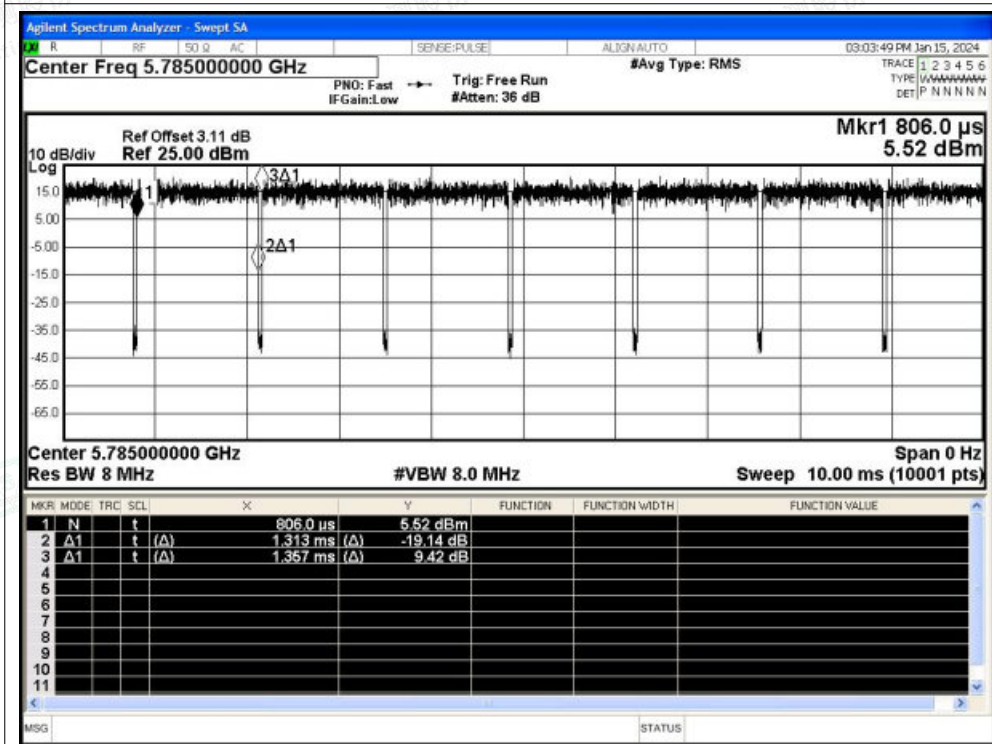 Agilent Spectrum Analyzer - Swept SA
LXI R RF 50 Ω AC SENSE:PULSE ALIGN AUTO 03:03:49 PM Jan 15, 2024
Center Freq 5.785000000 GHz #Avg Type: RMS TRACE 1 2 3 4 5 6
PNO: Fast Trig: Free Run TYPE
IFGain:Low #Atten: 36 dB DET P N N N N N
Mkr1 806.0 µs
5.52 dBm
Ref Offset 3.11 dB
10 dB/div Ref 25.00 dBm
Log
3Δ1
15.0
1
5.00
2Δ1
-5.00
-15.0
-25.0
-35.0
-45.0
-55.0
-65.0
Center 5.785000000 GHz Span 0 Hz
Res BW 8 MHz #VBW 8.0 MHz Sweep 10.00 ms (10001 pts)
MKR MODE TRC SCL X Y FUNCTION FUNCTION WIDTH FUNCTION VALUE
1 N t 806.0 µs 5.52 dBm
2 Δ1 t (Δ) 1.313 ms (Δ) -19.14 dB
3 Δ1 t (Δ) 1.357 ms (Δ) 9.42 dB
4
5
6
7
8
9
10
11
MSG STATUS